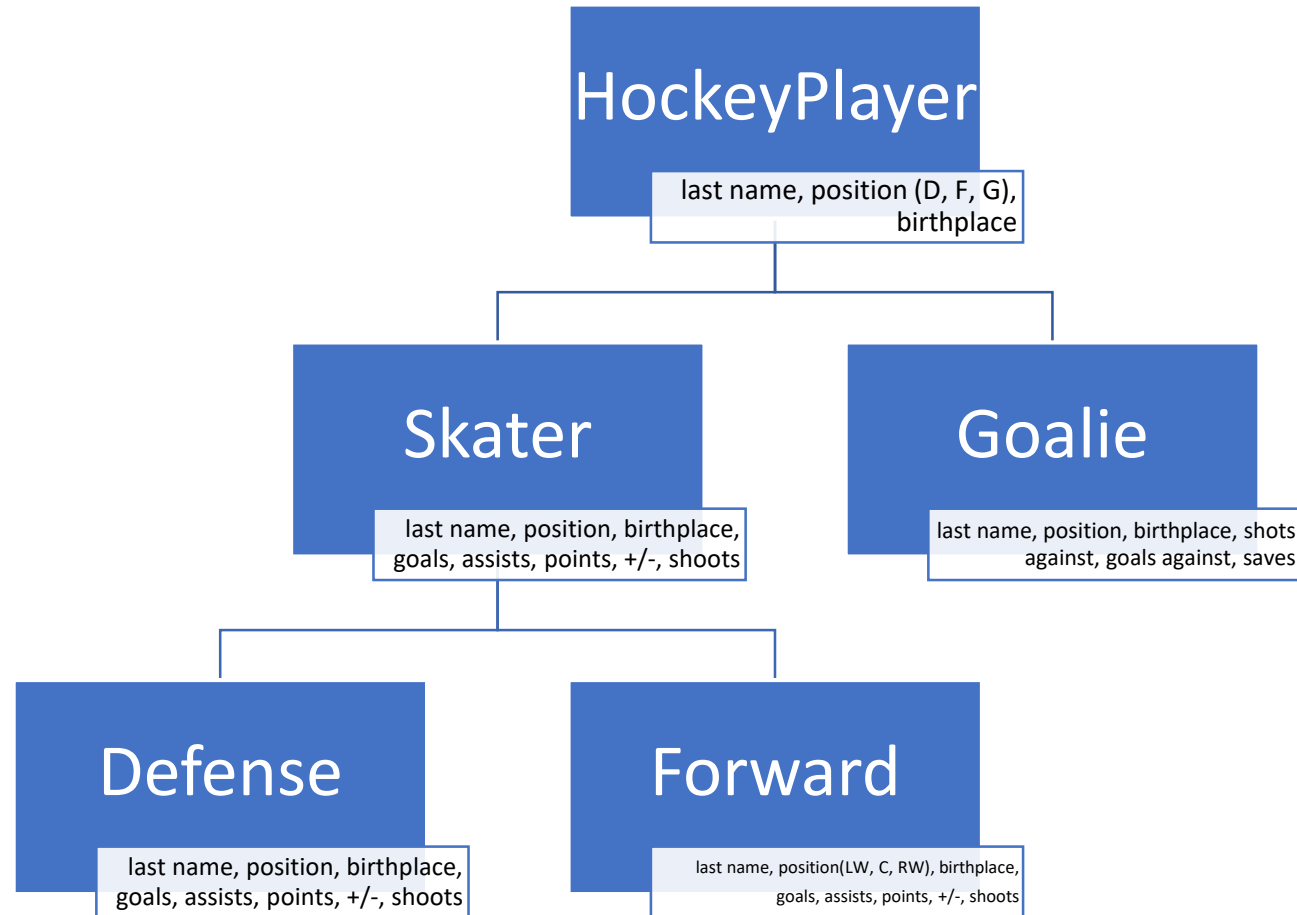 HockeyPlayer
last name, position (D, F, G),
birthplace
Skater
last name, position, birthplace,
goals, assists, points, +/-, shoots
Goalie
last name, position, birthplace, shots
against, goals against, saves
Defense
last name, position, birthplace,
goals, assists, points, +/-, shoots
Forward
last name, position(LW, C, RW), birthplace,
goals, assists, points, +/-, shoots